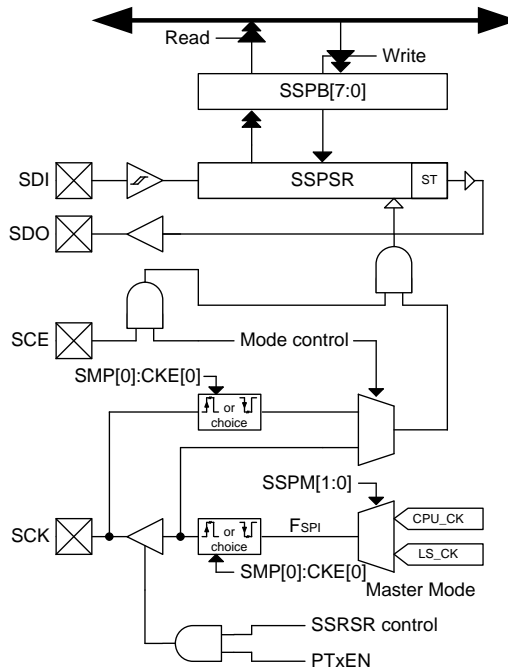 Read
Write
SSPB[7:0]
SDI
SSPSR
ST
SDO
SCE
Mode control
SMP[0]:CKE[0]
or
choice
SSPM[1:0]
SCK
or
choice
FSPI
CPU_CK
LS_CK
SMP[0]:CKE[0]
Master Mode
SSRSR control
PTxEN